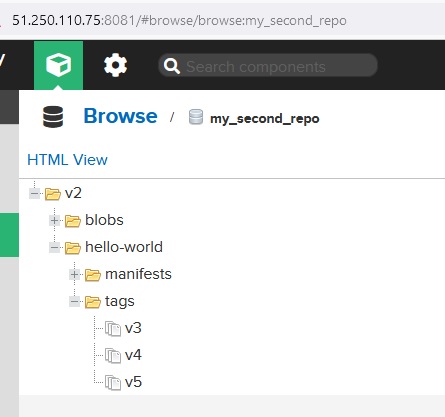 51.250.110.75:8081/#browse/browse:my_second_repo
Search components
Browse / my_second_repo
HTML View
v2
blobs
hello-world
manifests
tags
v3
v4
v5